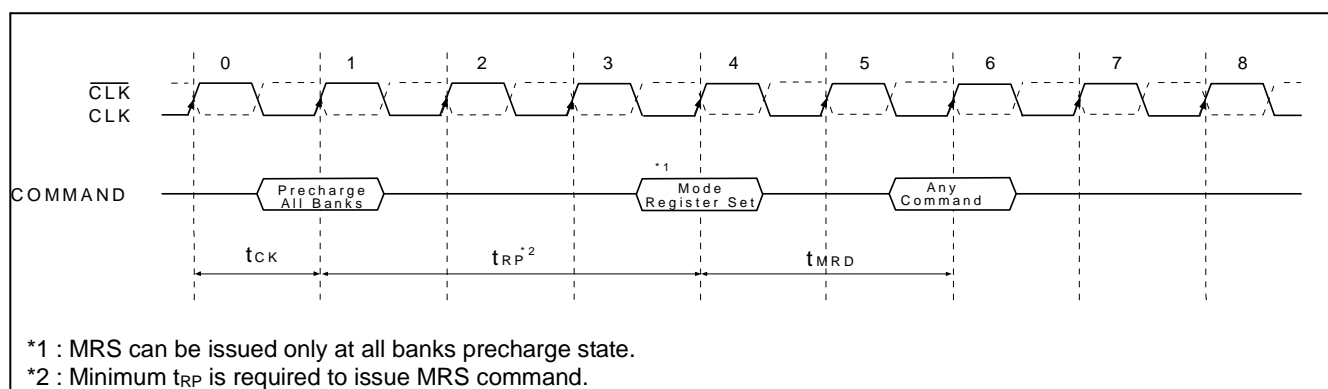 0 1 2 3 4 5 6 7 8
CLK
CLK
*1
COMMAND
Precharge
All Banks
Mode
Register Set
Any
Command
tCK
tRP*2
tMRD
*1 : MRS can be issued only at all banks precharge state.
*2 : Minimum tRP is required to issue MRS command.